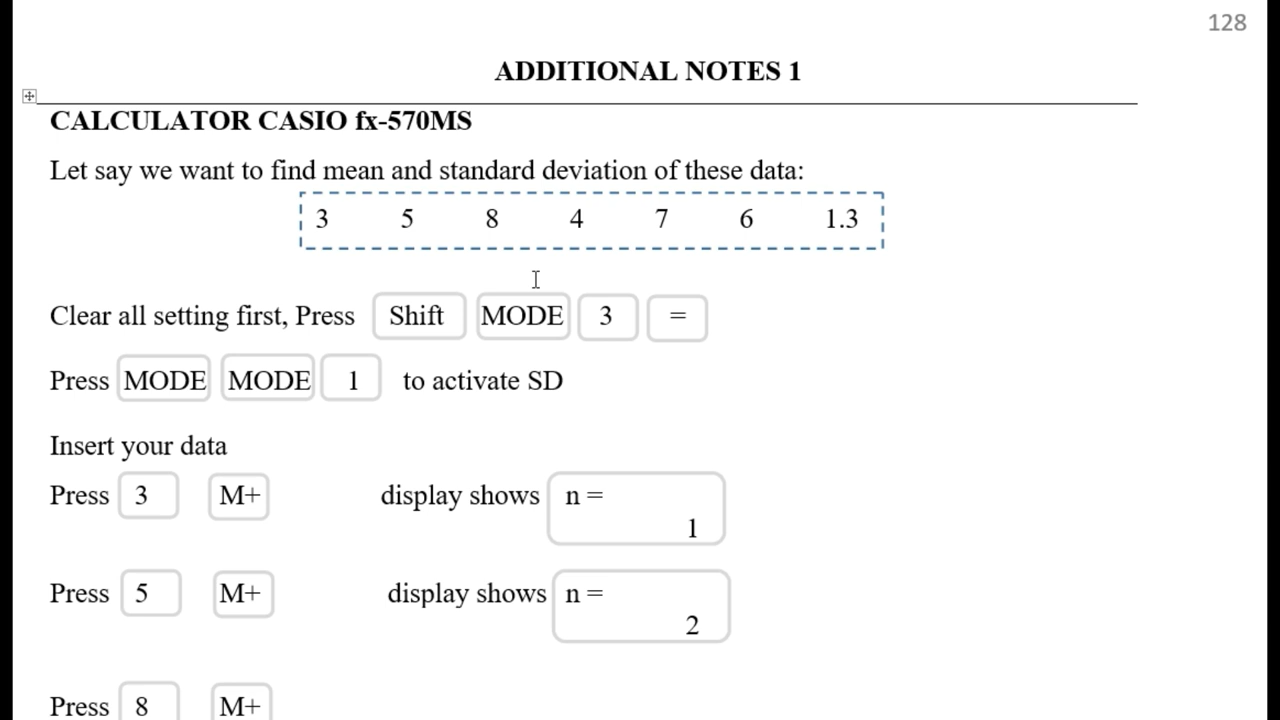 128
ADDITIONAL NOTES 1
CALCULATOR CASIO fx-570MS
Let say we want to find mean and standard deviation of these data:
3 5 8 4 7 6 1.3
Clear all setting first, Press Shift MODE 3 =
Press MODE MODE 1 to activate SD
Insert your data
Press 3 M+ display shows n =
1
Press 5 M+ display shows n =
2
Press 8 M+